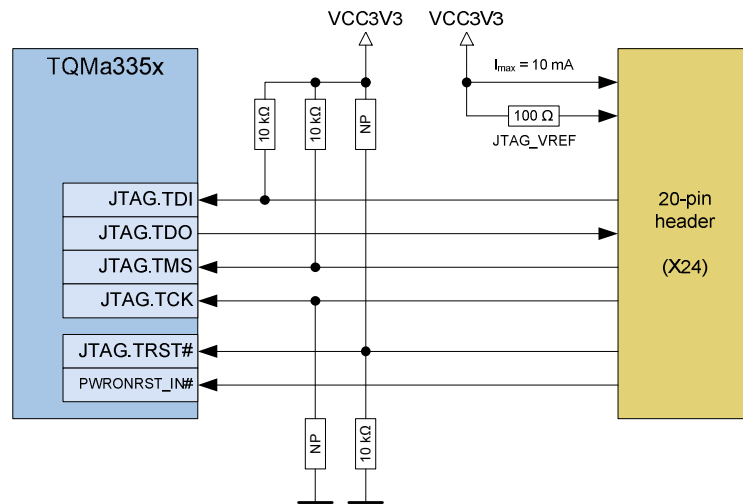 VCC3V3
VCC3V3
TQMa335x
Imax = 10 mA
10 kΩ
10 kΩ
NP
100 Ω
JTAG_VREF
JTAG.TDI
JTAG.TDO
JTAG.TMS
JTAG.TCK
JTAG.TRST#
PWRONRST_IN#
20-pin
header
(X24)
NP
10 kΩ